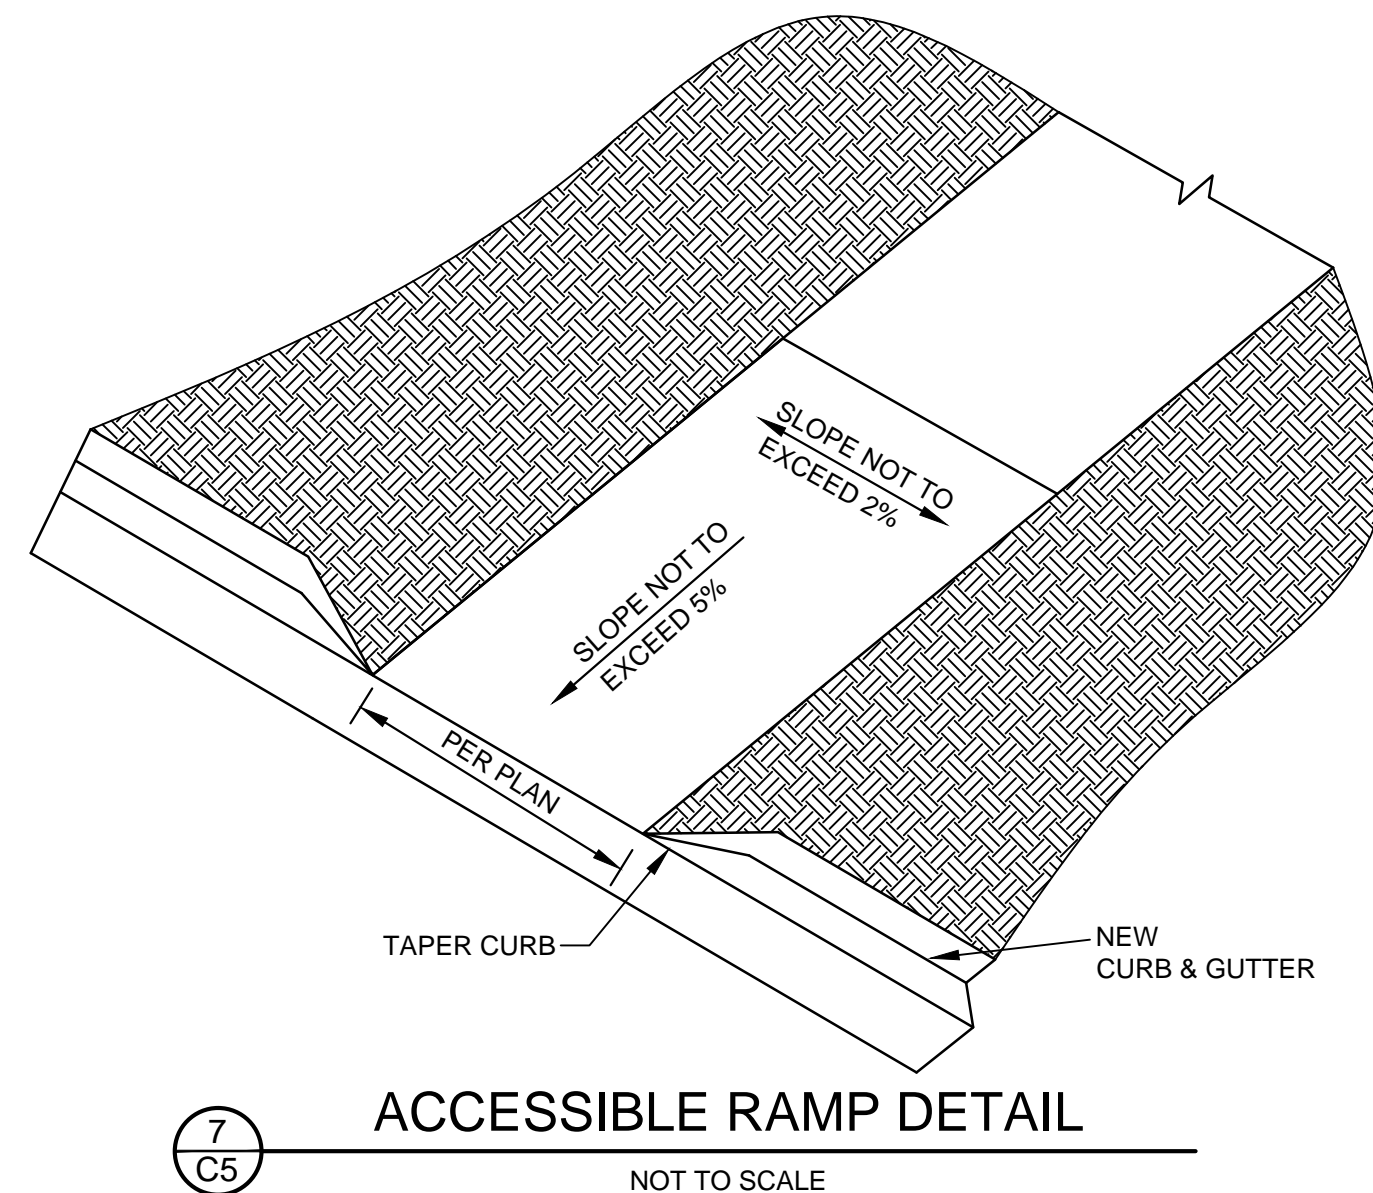 SLOPE NOT TO
EXCEED 2%
SLOPE NOT TO
EXCEED 5%
PER PLAN
TAPER CURB
NEW
CURB & GUTTER
7
C5
ACCESSIBLE RAMP DETAIL
NOT TO SCALE